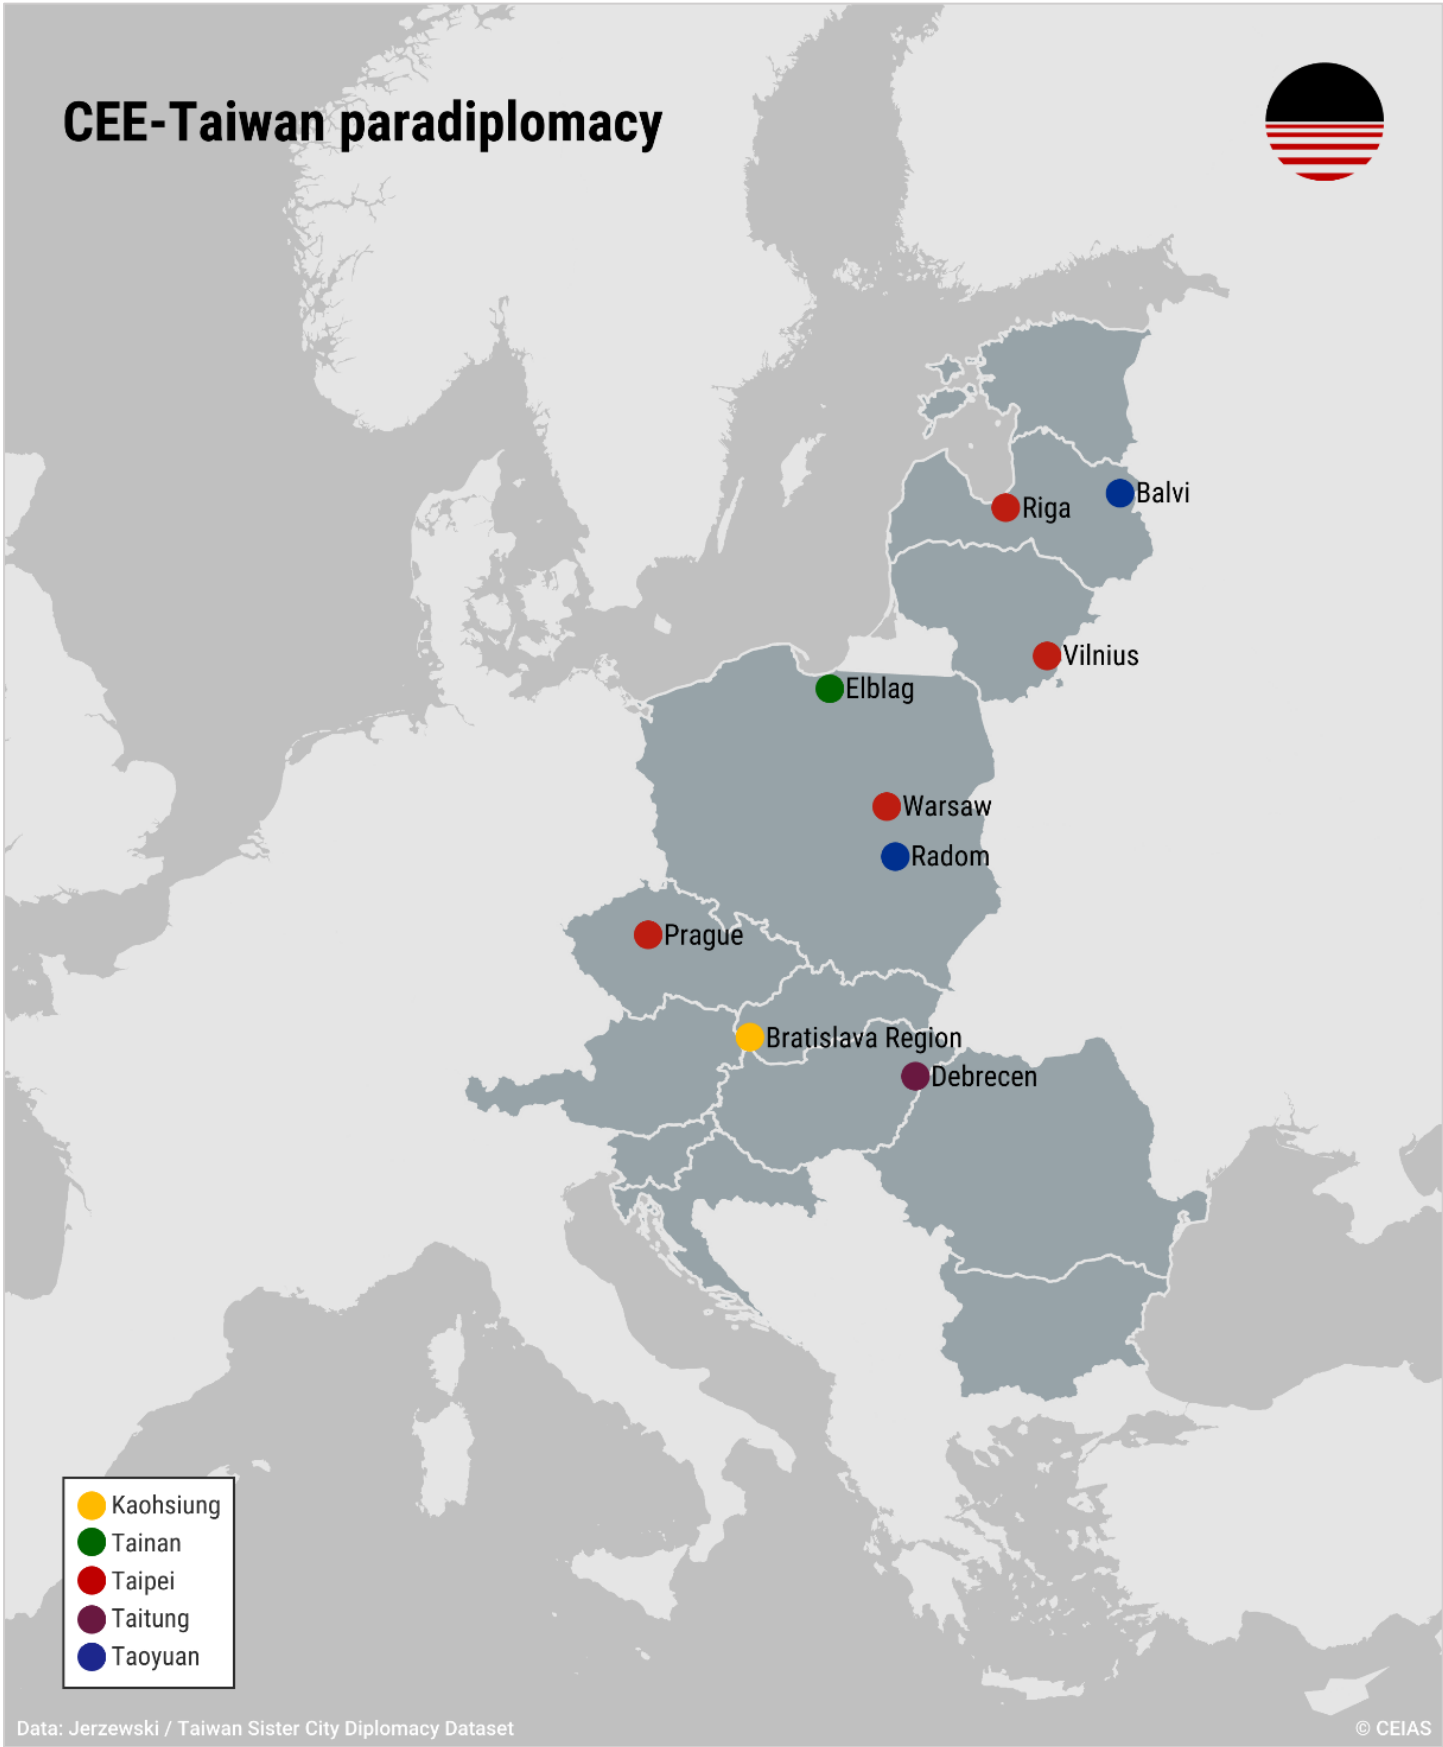 CEE-Taiwan paradiplomacy
Balvi
Riga
Vilnius
Elblag
Warsaw
Radom
Prague
Bratislava Region
Debrecen
Kaohsiung
Tainan
Taipei
Taitung
Taoyuan
Data: Jerzewski / Taiwan Sister City Diplomacy Dataset
© CEIAS